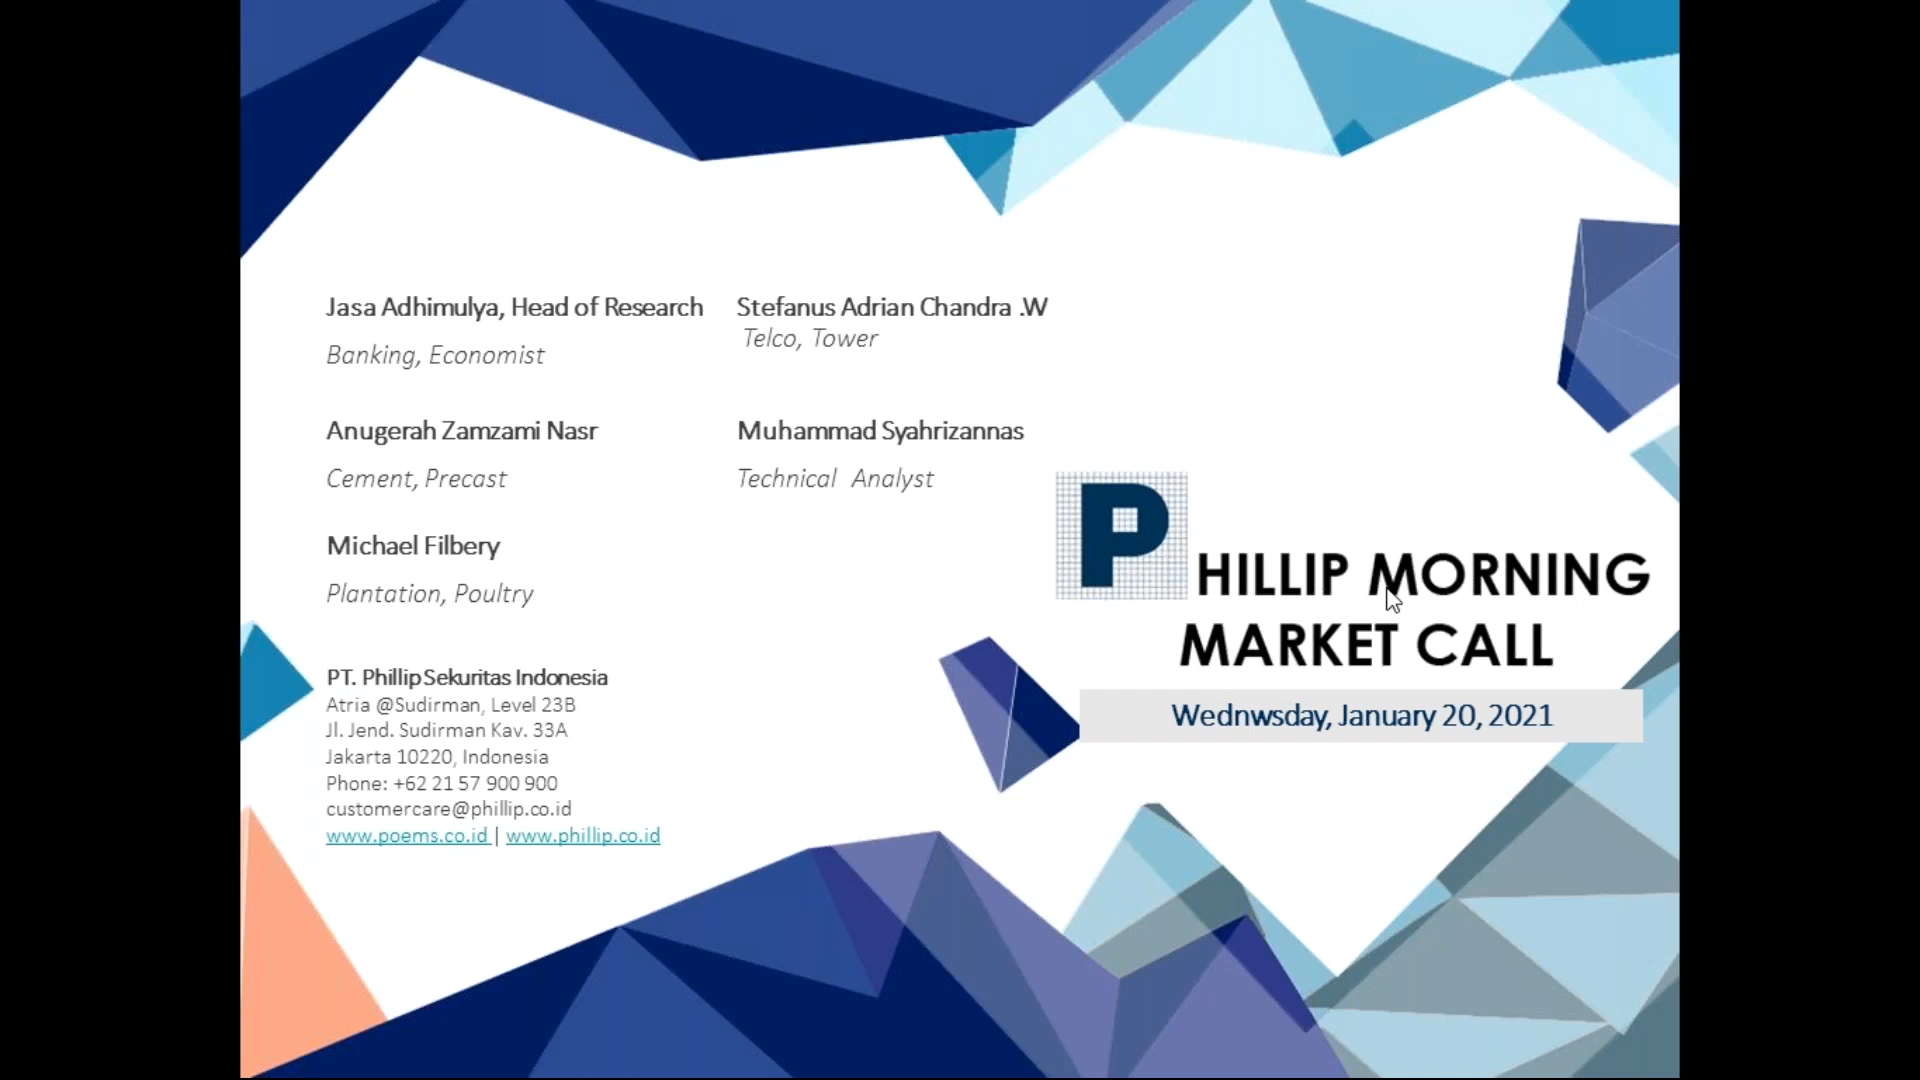 Jasa Adhimulya, Head of Research
Banking, Economist
Stefanus Adrian Chandra .W
Telco, Tower
Anugerah Zamzami Nasr
Cement, Precast
Muhammad Syahrizannas
Technical Analyst
Michael Filbery
Plantation, Poultry
PT. Phillip Sekuritas Indonesia
Atria @Sudirman, Level 23B
Jl. Jend. Sudirman Kav. 33A
Jakarta 10220, Indonesia
Phone: +62 21 57 900 900
customercare@phillip.co.id
www.poems.co.id | www.phillip.co.id
PHILLIP MORNING
MARKET CALL
Wednwsday, January 20, 2021